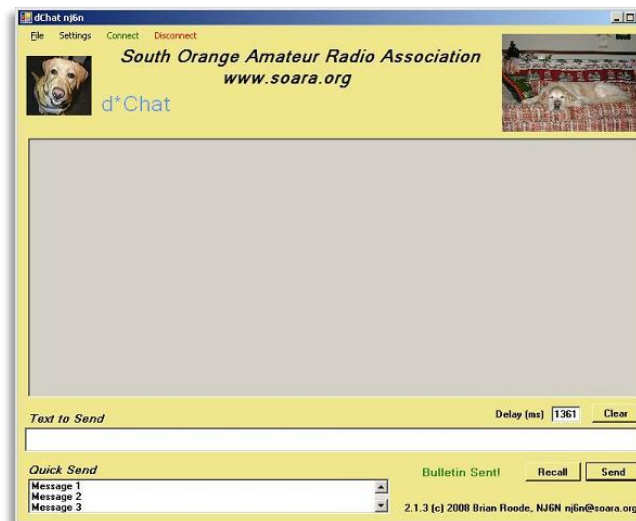 dChat nj6n
File Settings Connect Disconnect
South Orange Amateur Radio Association
www.soara.org
d*Chat
Delay (ms) 1361 Clear
Text to Send
Quick Send
Bulletin Sent! Recall Send
Message 1
Message 2
Message 3
2.1.3 (c) 2008 Brian Roode, NJ6N nj6n@soara.org